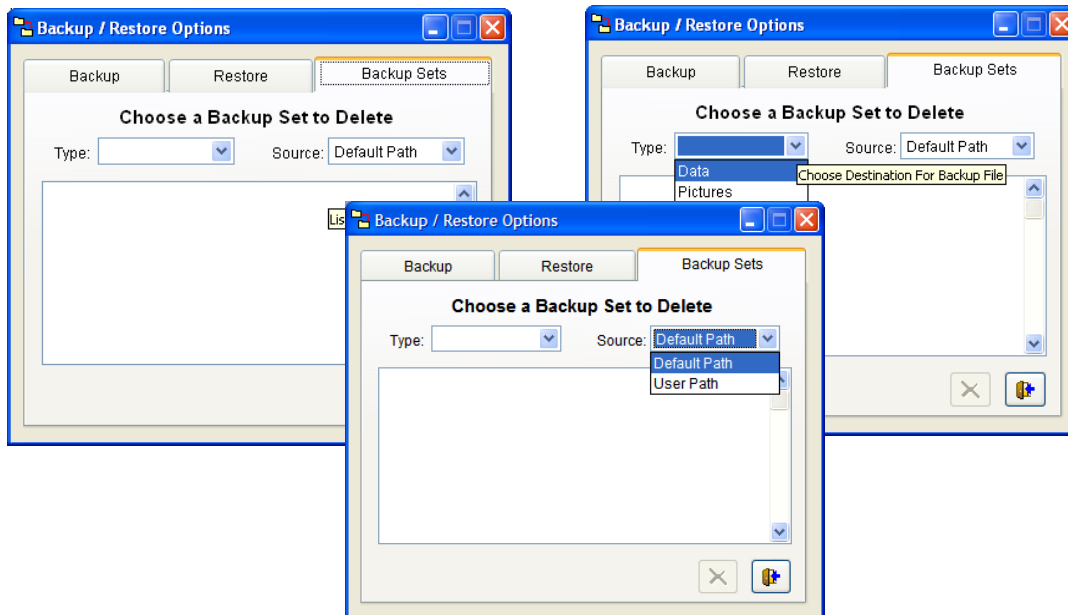 Backup / Restore Options
Backup Restore Backup Sets
Choose a Backup Set to Delete
Type: Source: Default Path
Lis
Backup / Restore Options
Backup Restore Backup Sets
Choose a Backup Set to Delete
Type: Source: Default Path
Data
Choose Destination For Backup File
Pictures
Backup / Restore Options
Backup Restore Backup Sets
Choose a Backup Set to Delete
Type: Source: Default Path
Default Path
User Path